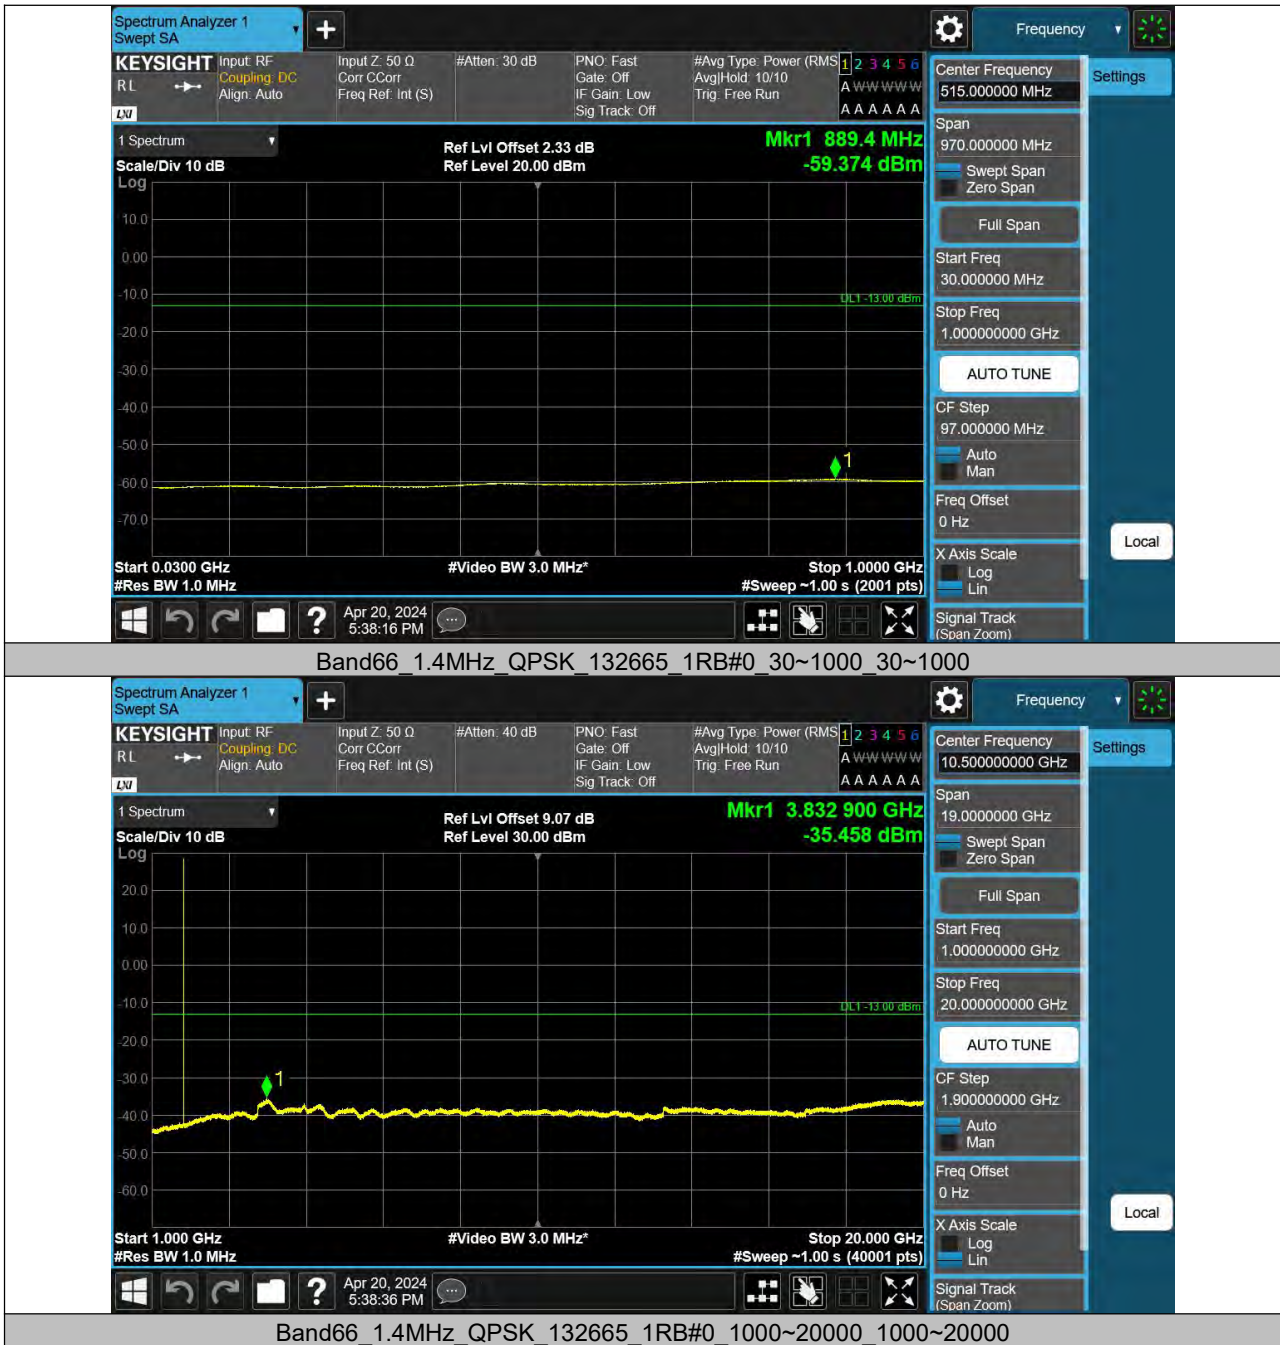 Spectrum Analyzer 1
Swept SA
Frequency
KEYSIGHT
RL
LXI
Input: RF
Coupling: DC
Align: Auto
Input Z: 50 Ω
Corr CCorr
Freq Ref: Int (S)
#Atten: 30 dB
PNO: Fast
Gate: Off
IF Gain: Low
Sig Track: Off
#Avg Type: Power (RMS
Avg|Hold: 10/10
Trig: Free Run
1 2 3 4 5 6
A W W W W W
A A A A A A
1 Spectrum
Scale/Div 10 dB
Ref Lvl Offset 2.33 dB
Ref Level 20.00 dBm
Mkr1 889.4 MHz
-59.374 dBm
Log
10.0
0.00
-10.0
-20.0
-30.0
-40.0
-50.0
-60.0
-70.0
DL1 -13.00 dBm
1
Start 0.0300 GHz
#Res BW 1.0 MHz
#Video BW 3.0 MHz*
Stop 1.0000 GHz
#Sweep ~1.00 s (2001 pts)
Center Frequency
515.000000 MHz
Span
970.000000 MHz
Swept Span
Zero Span
Full Span
Start Freq
30.000000 MHz
Stop Freq
1.000000000 GHz
AUTO TUNE
CF Step
97.000000 MHz
Auto
Man
Freq Offset
0 Hz
X Axis Scale
Log
Lin
Signal Track
(Span Zoom)
Settings
Local
?
Apr 20, 2024
5:38:16 PM
Band66_1.4MHz_QPSK_132665_1RB#0_30~1000_30~1000
Spectrum Analyzer 1
Swept SA
Frequency
KEYSIGHT
RL
LXI
Input: RF
Coupling: DC
Align: Auto
Input Z: 50 Ω
Corr CCorr
Freq Ref: Int (S)
#Atten: 40 dB
PNO: Fast
Gate: Off
IF Gain: Low
Sig Track: Off
#Avg Type: Power (RMS
Avg|Hold: 10/10
Trig: Free Run
1 2 3 4 5 6
A W W W W W
A A A A A A
1 Spectrum
Scale/Div 10 dB
Ref Lvl Offset 9.07 dB
Ref Level 30.00 dBm
Mkr1 3.832 900 GHz
-35.458 dBm
Log
20.0
10.0
0.00
-10.0
-20.0
-30.0
-40.0
-50.0
-60.0
DL1 -13.00 dBm
1
Start 1.000 GHz
#Res BW 1.0 MHz
#Video BW 3.0 MHz*
Stop 20.000 GHz
#Sweep ~1.00 s (40001 pts)
Center Frequency
10.500000000 GHz
Span
19.0000000 GHz
Swept Span
Zero Span
Full Span
Start Freq
1.000000000 GHz
Stop Freq
20.000000000 GHz
AUTO TUNE
CF Step
1.900000000 GHz
Auto
Man
Freq Offset
0 Hz
X Axis Scale
Log
Lin
Signal Track
(Span Zoom)
Settings
Local
?
Apr 20, 2024
5:38:36 PM
Band66_1.4MHz_QPSK_132665_1RB#0_1000~20000_1000~20000